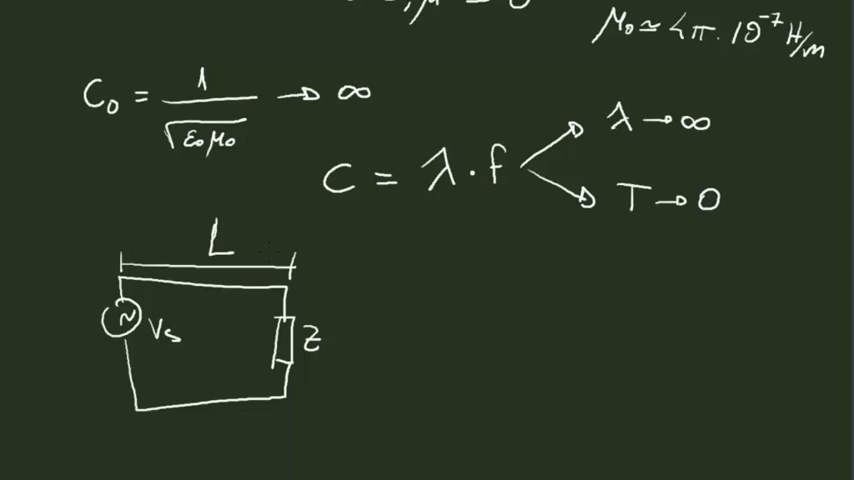 μ₀ ≃ 4π · 10⁻⁷ H/m
C₀ = 1/√(ε₀μ₀) → ∞
λ → ∞
C = λ · f
T → 0
L
Vs
Z